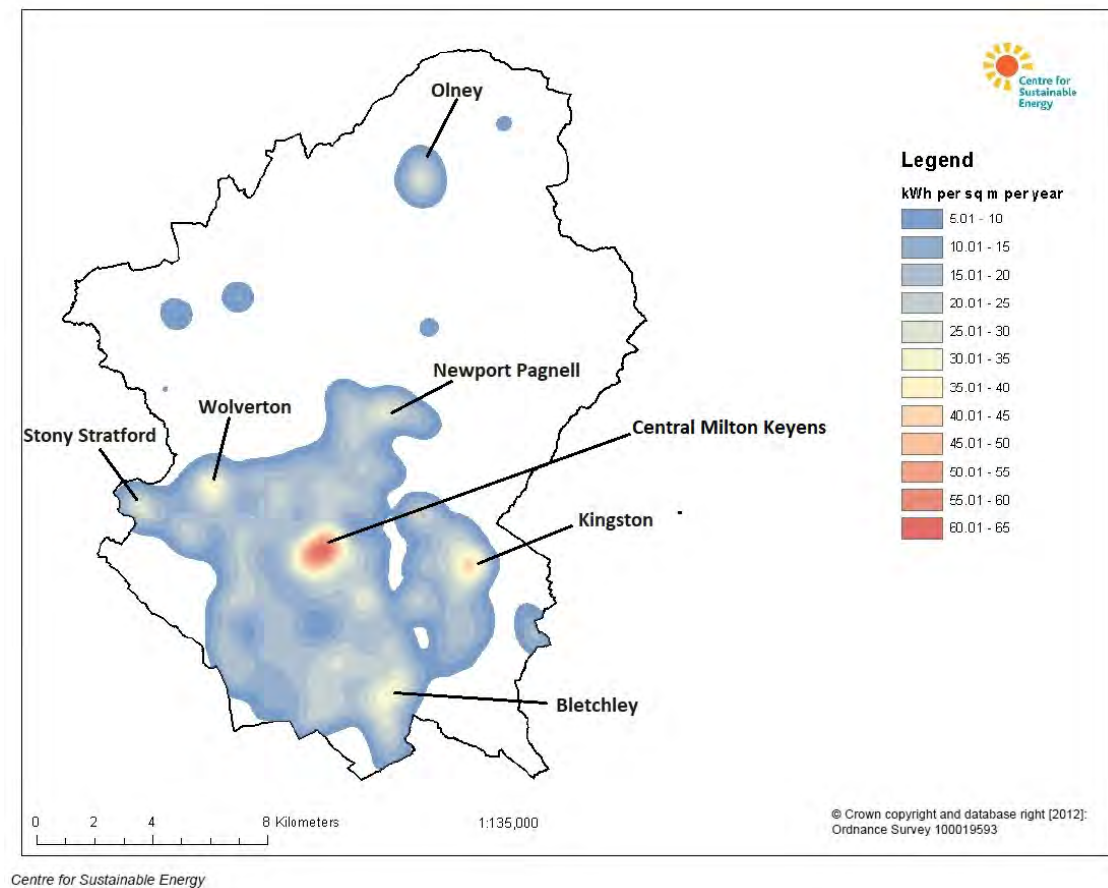 Olney
Centre for
Sustainable
Energy
Legend
kWh per sq m per year
5.01 - 10
10.01 - 15
15.01 - 20
20.01 - 25
25.01 - 30
30.01 - 35
35.01 - 40
40.01 - 45
45.01 - 50
50.01 - 55
55.01 - 60
60.01 - 65
Newport Pagnell
Wolverton
Central Milton Keyens
Stony Stratford
Kingston
Bletchley
0 2 4 8 Kilometers
1:135,000
© Crown copyright and database right [2012]:
Ordnance Survey 100019593
Centre for Sustainable Energy